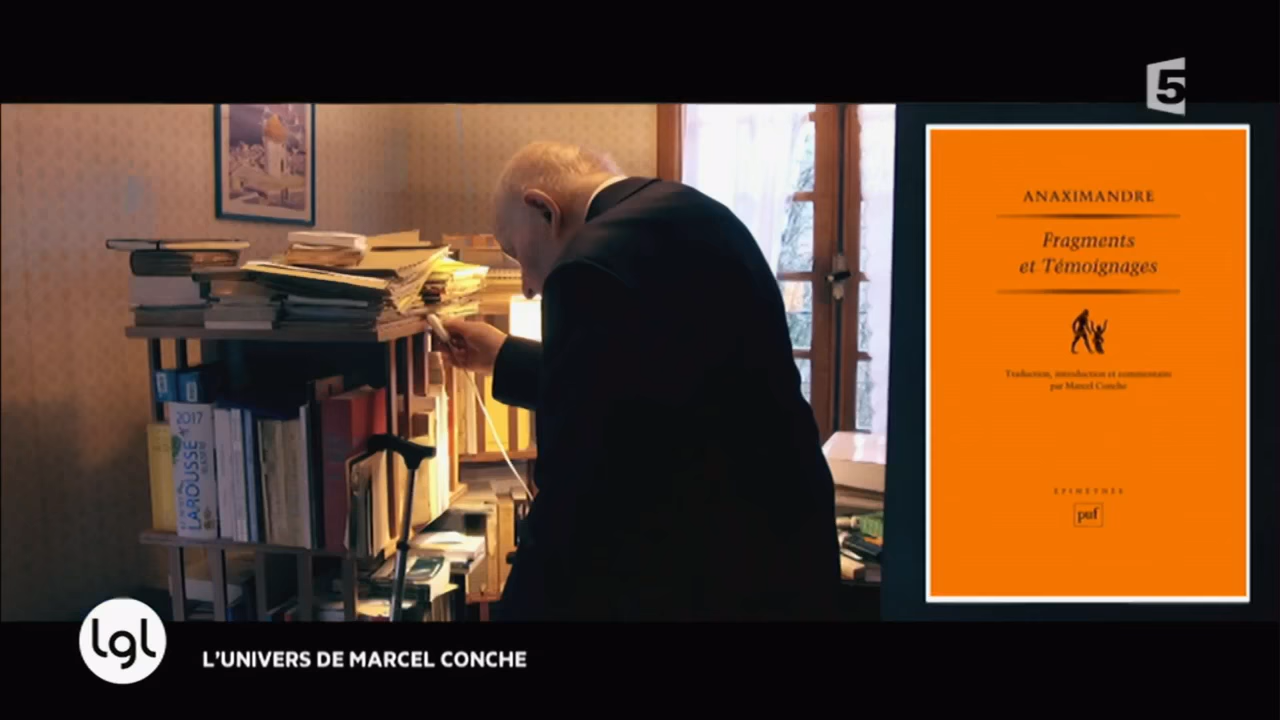 5
ANAXIMANDRE
Fragments
et Témoignages
Traduction, introduction et commentaire
par Marcel Conche
ÉPIMÉTHÉE
puf
2017
LAROUSSE
lgl
L'UNIVERS DE MARCEL CONCHE